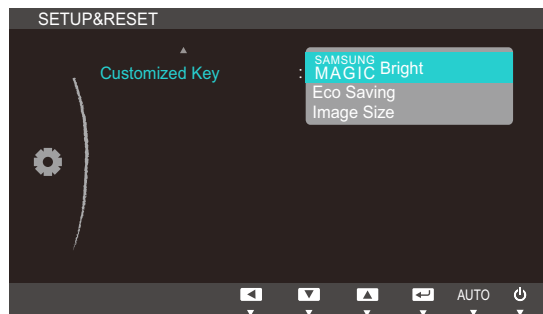 SETUP&RESET
Customized Key : SAMSUNG MAGIC Bright
Eco Saving
Image Size
AUTO